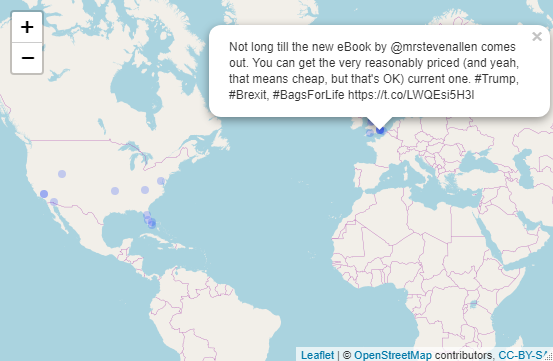 +
−
×
Not long till the new eBook by @mrstevenallen comes
out. You can get the very reasonably priced (and yeah,
that means cheap, but that's OK) current one. #Trump,
#Brexit, #BagsForLife https://t.co/LWQEsi5H3l
Leaflet | © OpenStreetMap contributors, CC-BY-SA